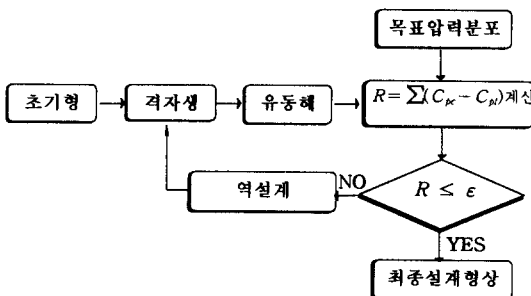 목표압력분포
초기형
격자생
유동해
R = ∑(C_pc − C_pt)계산
R ≤ ε
NO
역설계
YES
최종설계형상